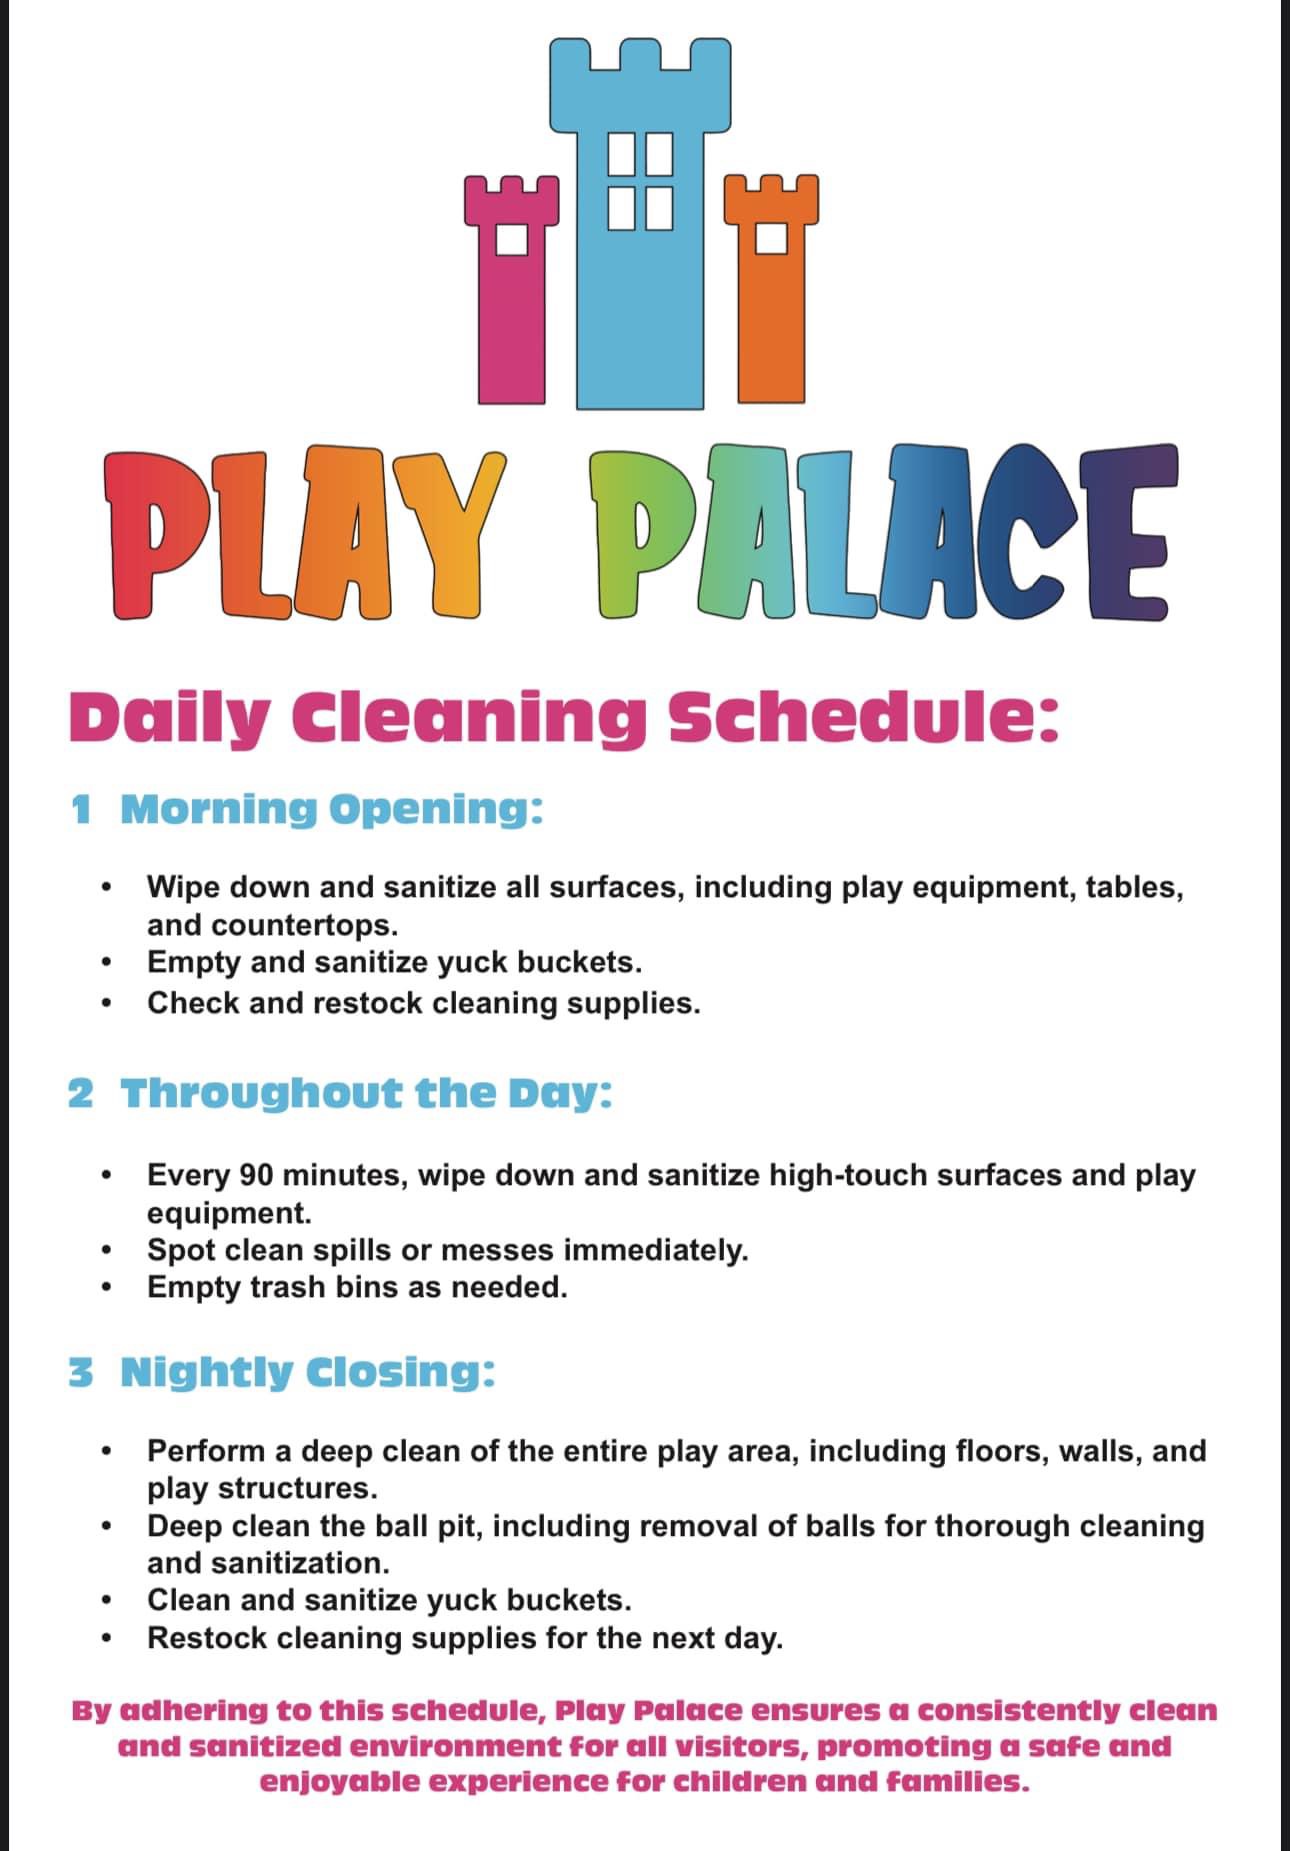 PLAY PALACE
Daily Cleaning Schedule:
1 Morning Opening:
• Wipe down and sanitize all surfaces, including play equipment, tables,
and countertops.
• Empty and sanitize yuck buckets.
• Check and restock cleaning supplies.
2 Throughout the Day:
• Every 90 minutes, wipe down and sanitize high-touch surfaces and play
equipment.
• Spot clean spills or messes immediately.
• Empty trash bins as needed.
3 Nightly Closing:
• Perform a deep clean of the entire play area, including floors, walls, and
play structures.
• Deep clean the ball pit, including removal of balls for thorough cleaning
and sanitization.
• Clean and sanitize yuck buckets.
• Restock cleaning supplies for the next day.
By adhering to this schedule, Play Palace ensures a consistently clean
and sanitized environment for all visitors, promoting a safe and
enjoyable experience for children and families.